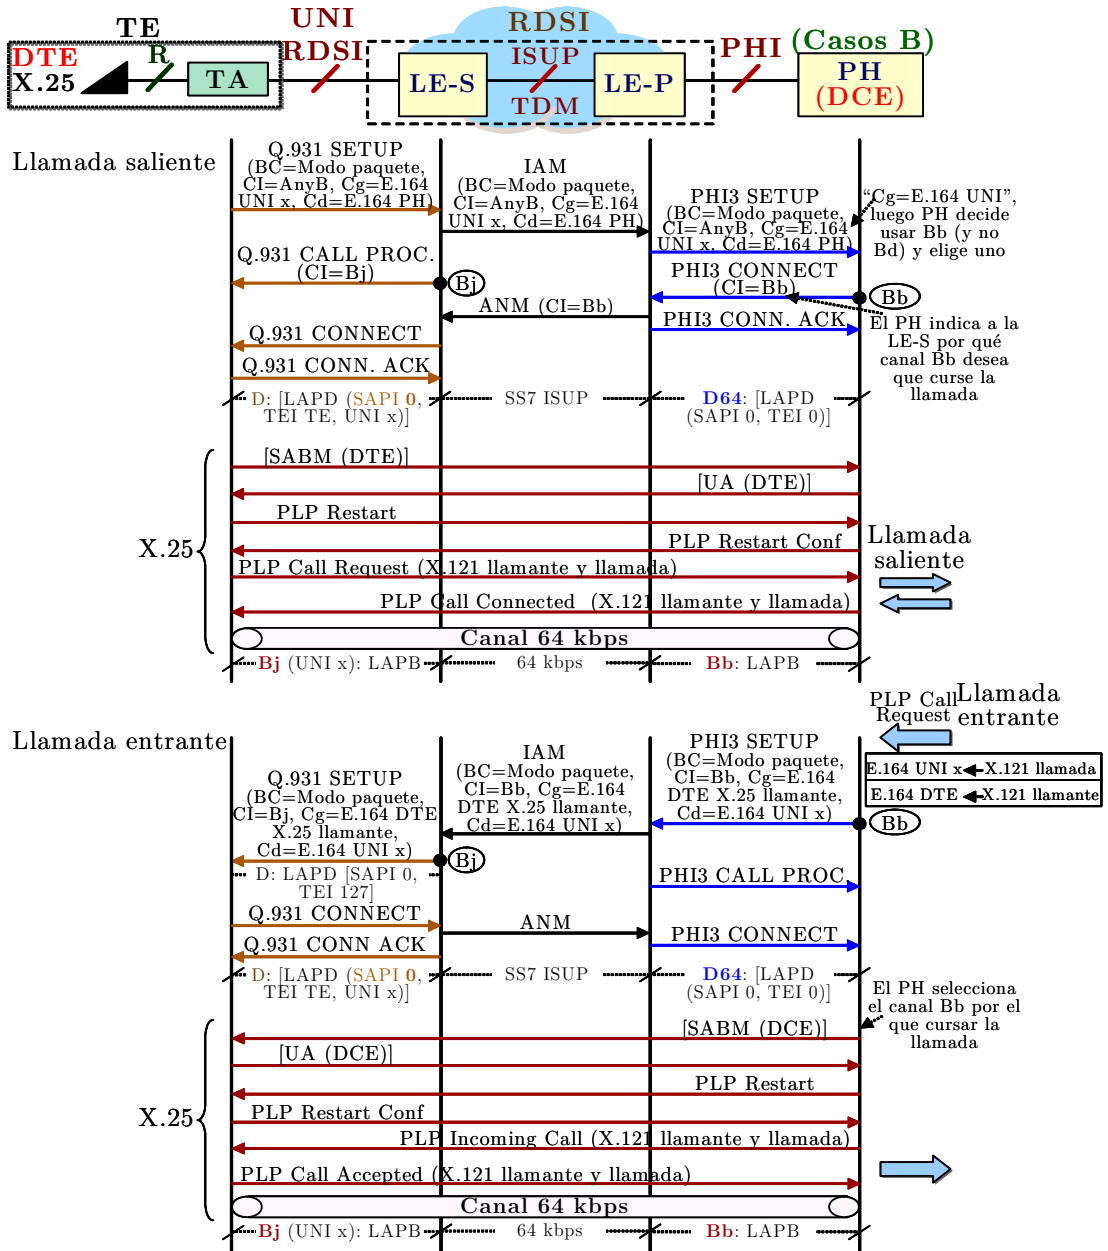 TE
UNI
RDSI
RDSI
(Casos B)
DTE
X.25
R
TA
LE-S
ISUP
TDM
LE-P
PHI
PH
(DCE)
Llamada saliente
Q.931 SETUP
(BC=Modo paquete,
CI=AnyB, Cg=E.164
UNI x, Cd=E.164 PH)
IAM
(BC=Modo paquete,
CI=AnyB, Cg=E.164
UNI x, Cd=E.164 PH)
PHI3 SETUP
(BC=Modo paquete,
CI=AnyB, Cg=E.164
UNI x, Cd=E.164 PH)
“Cg=E.164 UNI”,
luego PH decide
usar Bb (y no
Bd) y elige uno
Q.931 CALL PROC.
(CI=Bj)
Bj
PHI3 CONNECT
(CI=Bb)
Bb
ANM (CI=Bb)
PHI3 CONN. ACK
Q.931 CONNECT
Q.931 CONN. ACK
El PH indica a la
LE-S por qué
canal Bb desea
que curse la
llamada
D: [LAPD (SAPI 0,
TEI TE, UNI x)]
SS7 ISUP
D64: [LAPD
(SAPI 0, TEI 0)]
X.25
[SABM (DTE)]
[UA (DTE)]
PLP Restart
PLP Restart Conf
PLP Call Request (X.121 llamante y llamada)
PLP Call Connected (X.121 llamante y llamada)
Llamada
saliente
Canal 64 kbps
Bj (UNI x): LAPB
64 kbps
Bb: LAPB
Llamada entrante
PLP Call
Request
Llamada
entrante
E.164 UNI x
X.121 llamada
E.164 DTE
X.121 llamante
PHI3 SETUP
(BC=Modo paquete,
CI=Bb, Cg=E.164
DTE X.25 llamante,
Cd=E.164 UNI x)
Bb
IAM
(BC=Modo paquete,
CI=Bb, Cg=E.164
DTE X.25 llamante,
Cd=E.164 UNI x)
Q.931 SETUP
(BC=Modo paquete,
CI=Bj, Cg=E.164 DTE
X.25 llamante,
Cd=E.164 UNI x)
Bj
D: LAPD [SAPI 0,
TEI 127]
PHI3 CALL PROC
Q.931 CONNECT
ANM
PHI3 CONNECT
Q.931 CONN ACK
D: [LAPD (SAPI 0,
TEI TE, UNI x)]
SS7 ISUP
D64: [LAPD
(SAPI 0, TEI 0)]
El PH selecciona
el canal Bb por el
que cursar la
llamada
X.25
[SABM (DCE)]
[UA (DCE)]
PLP Restart
PLP Restart Conf
PLP Incoming Call (X.121 llamante y llamada)
PLP Call Accepted (X.121 llamante y llamada)
Canal 64 kbps
Bj (UNI x): LAPB
64 kbps
Bb: LAPB